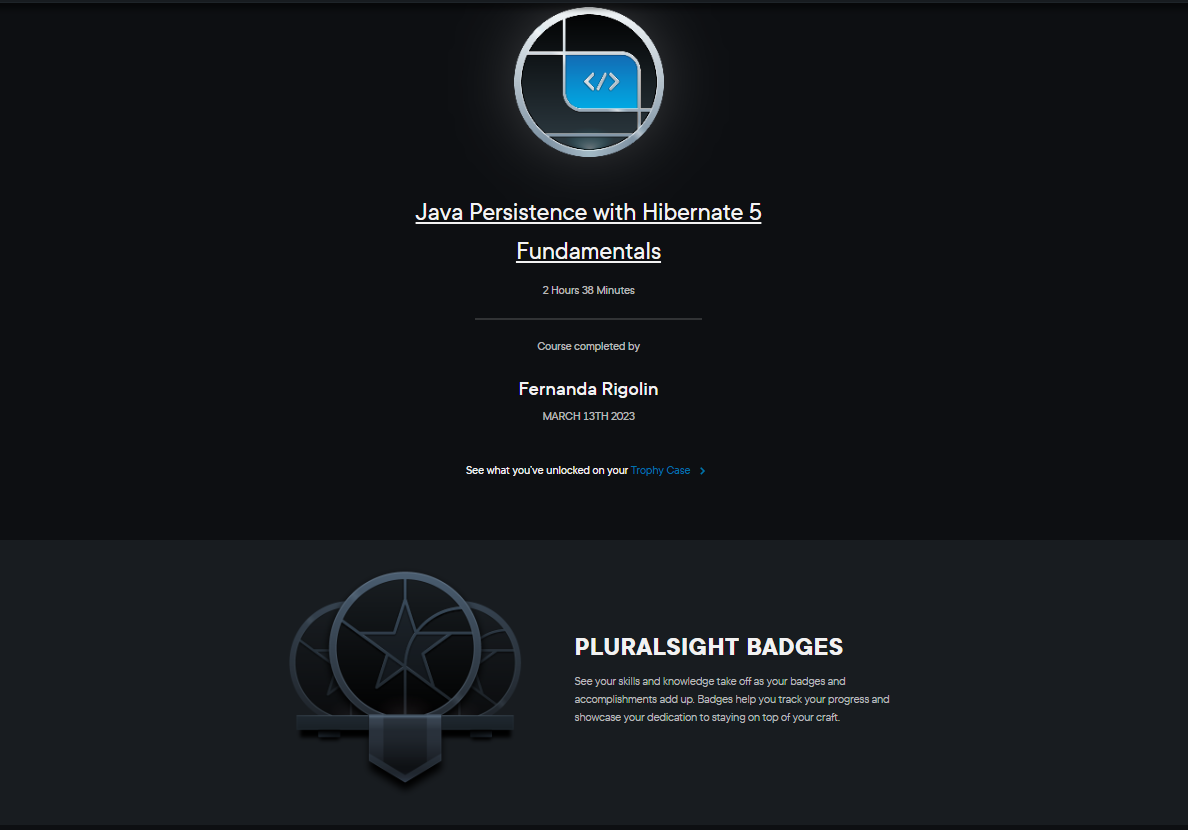 </>
Java Persistence with Hibernate 5
Fundamentals
2 Hours 38 Minutes
Course completed by
Fernanda Rigolin
MARCH 13TH 2023
See what you've unlocked on your Trophy Case >
PLURALSIGHT BADGES
See your skills and knowledge take off as your badges and
accomplishments add up. Badges help you track your progress and
showcase your dedication to staying on top of your craft.